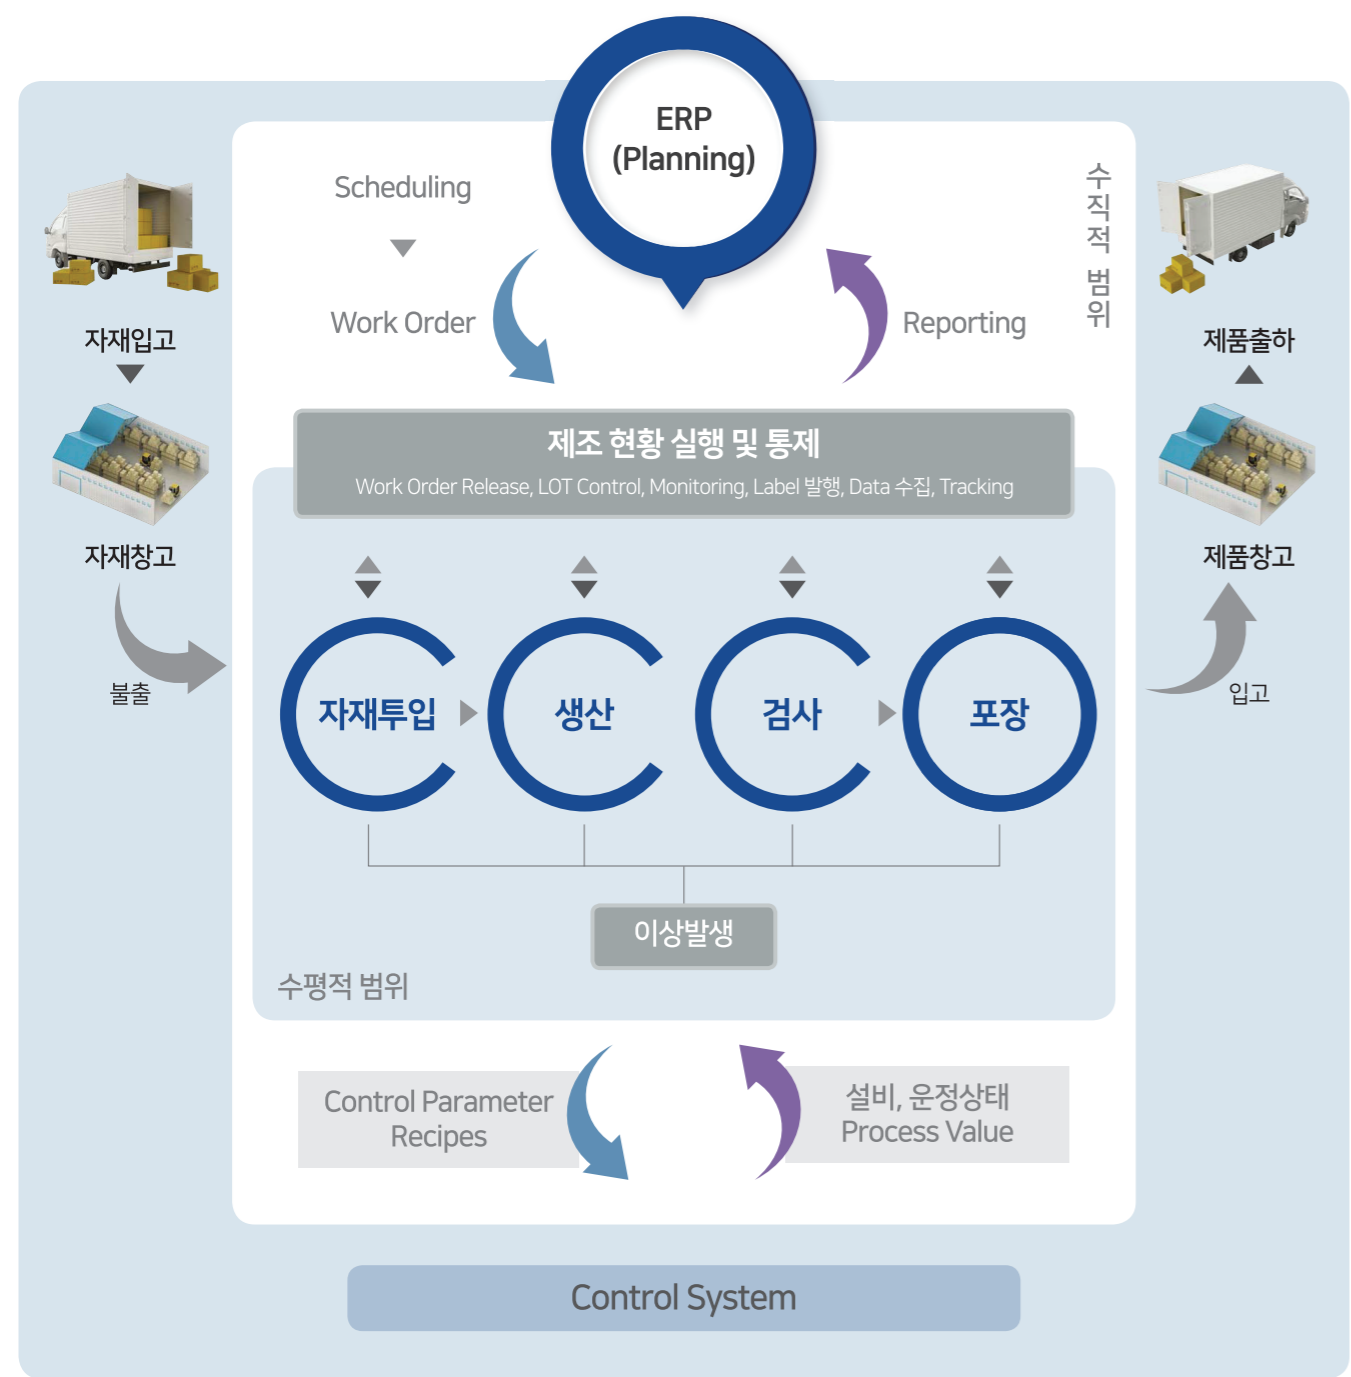 ERP
(Planning)
Scheduling
Work Order
Reporting
수직적 범위
자재입고
자재창고
불출
제품출하
제품창고
입고
제조 현황 실행 및 통제
Work Order Release, LOT Control, Monitoring, Label 발행, Data 수집, Tracking
자재투입
생산
검사
포장
이상발생
수평적 범위
Control Parameter
Recipes
설비, 운정상태
Process Value
Control System